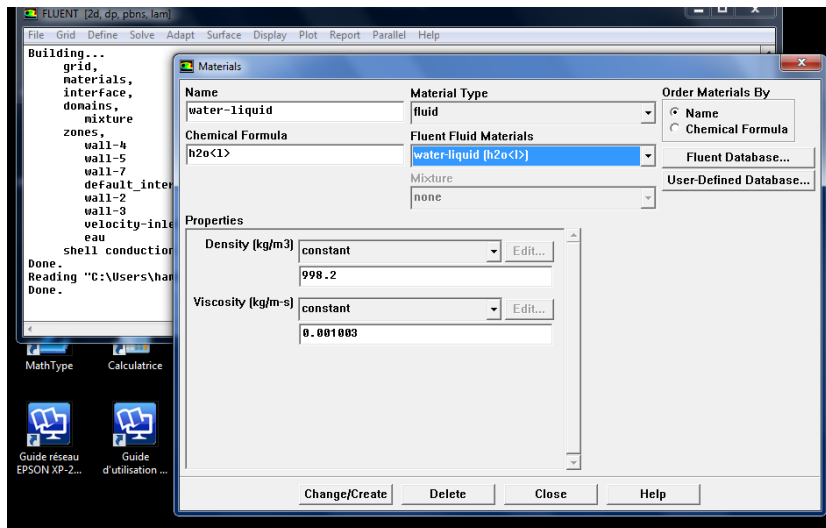 FLUENT [2d, dp, pbns, lam]
File Grid Define Solve Adapt Surface Display Plot Report Parallel Help
Building...
grid,
materials,
interface,
domains,
mixture
zones,
wall-4
wall-5
wall-7
default_inter
wall-2
wall-3
velocity-inle
eau
shell conduction
Done.
Reading "C:\Users\ha
Done.
Materials
Name
water-liquid
Chemical Formula
h2o<l>
Material Type
fluid
Fluent Fluid Materials
water-liquid (h2o<l>)
Mixture
none
Order Materials By
Name
Chemical Formula
Fluent Database...
User-Defined Database...
Properties
Density (kg/m3) constant Edit...
998.2
Viscosity (kg/m-s) constant Edit...
0.001003
Change/Create Delete Close Help
MathType
Calculatrice
Guide réseau
EPSON XP-2...
Guide
d'utilisation ...